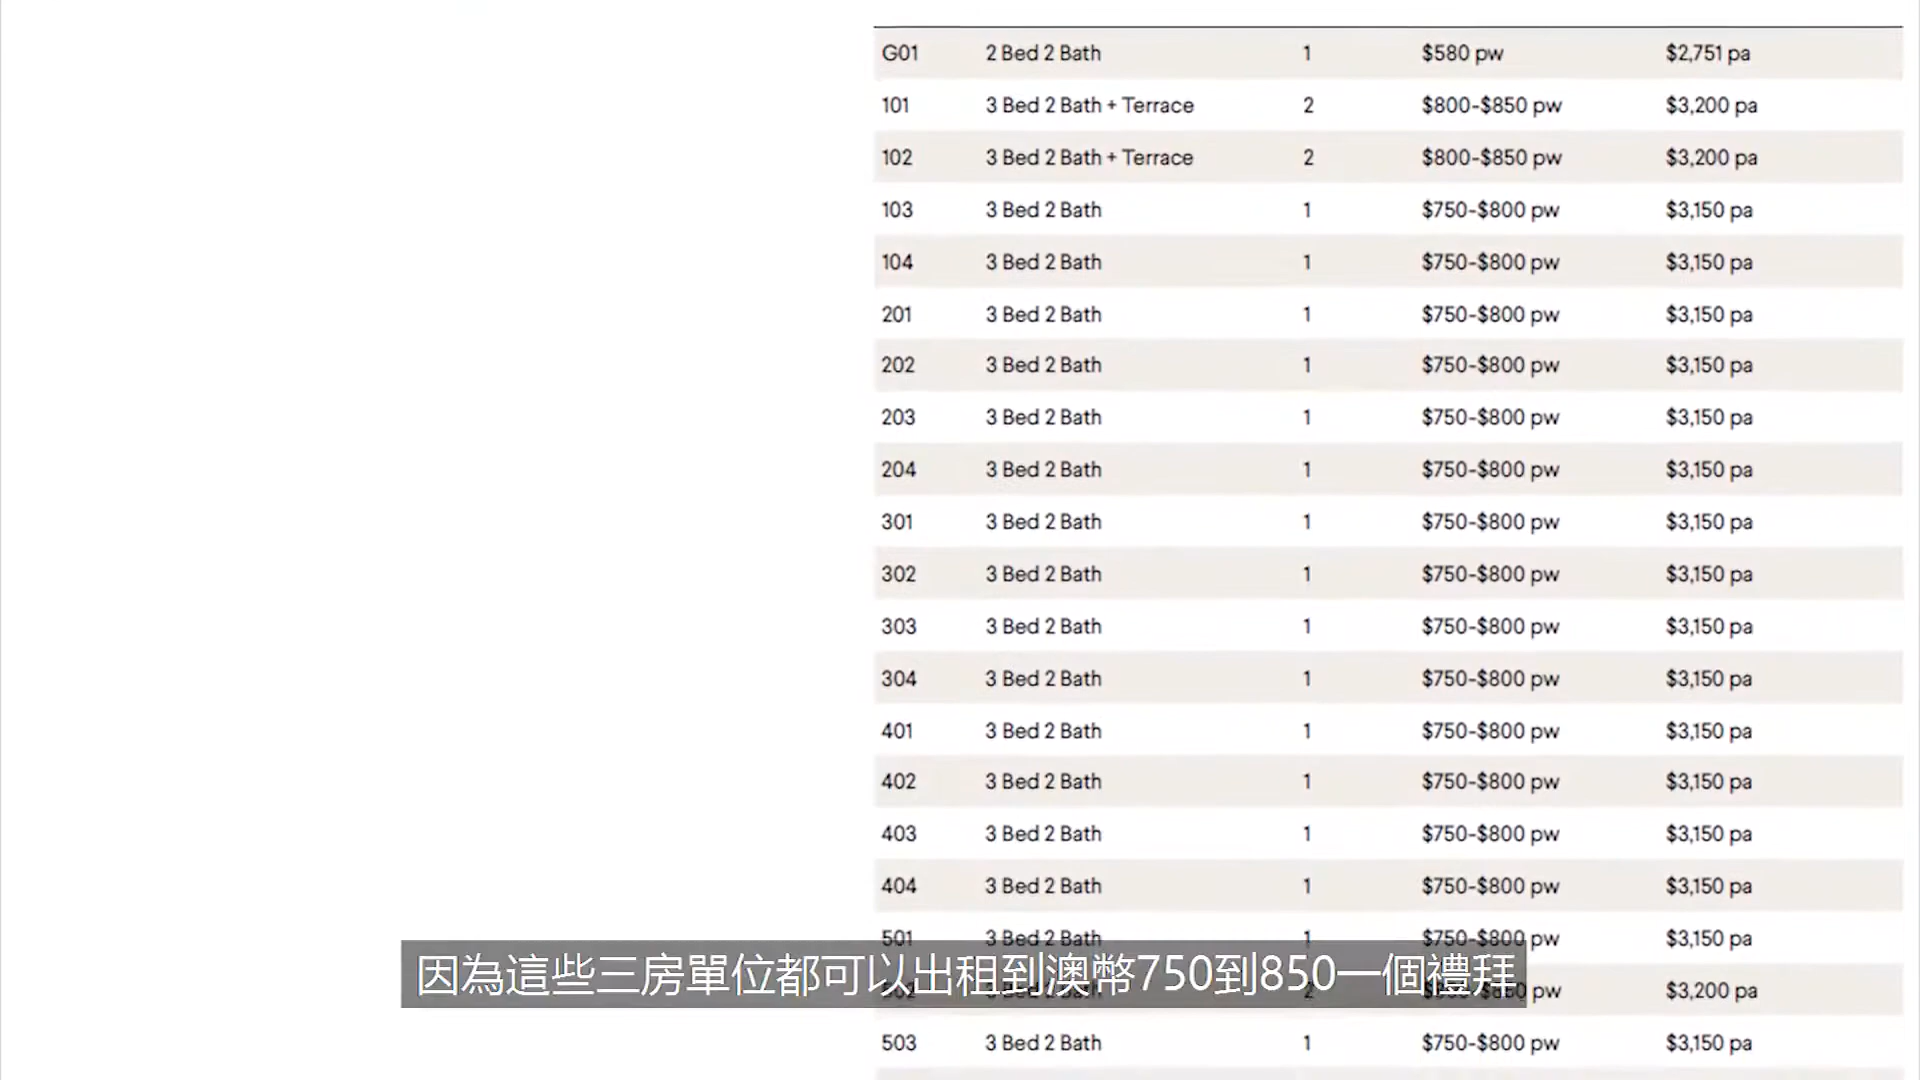 G01 2 Bed 2 Bath 1 $580 pw $2,751 pa
101 3 Bed 2 Bath + Terrace 2 $800-$850 pw $3,200 pa
102 3 Bed 2 Bath + Terrace 2 $800-$850 pw $3,200 pa
103 3 Bed 2 Bath 1 $750-$800 pw $3,150 pa
104 3 Bed 2 Bath 1 $750-$800 pw $3,150 pa
201 3 Bed 2 Bath 1 $750-$800 pw $3,150 pa
202 3 Bed 2 Bath 1 $750-$800 pw $3,150 pa
203 3 Bed 2 Bath 1 $750-$800 pw $3,150 pa
204 3 Bed 2 Bath 1 $750-$800 pw $3,150 pa
301 3 Bed 2 Bath 1 $750-$800 pw $3,150 pa
302 3 Bed 2 Bath 1 $750-$800 pw $3,150 pa
303 3 Bed 2 Bath 1 $750-$800 pw $3,150 pa
304 3 Bed 2 Bath 1 $750-$800 pw $3,150 pa
401 3 Bed 2 Bath 1 $750-$800 pw $3,150 pa
402 3 Bed 2 Bath 1 $750-$800 pw $3,150 pa
403 3 Bed 2 Bath 1 $750-$800 pw $3,150 pa
404 3 Bed 2 Bath 1 $750-$800 pw $3,150 pa
501 3 Bed 2 Bath 1 $750-$800 pw $3,150 pa
因為這些三房單位都可以出租到澳幣750到850一個禮拜
2 pw $3,200 pa
503 3 Bed 2 Bath 1 $750-$800 pw $3,150 pa